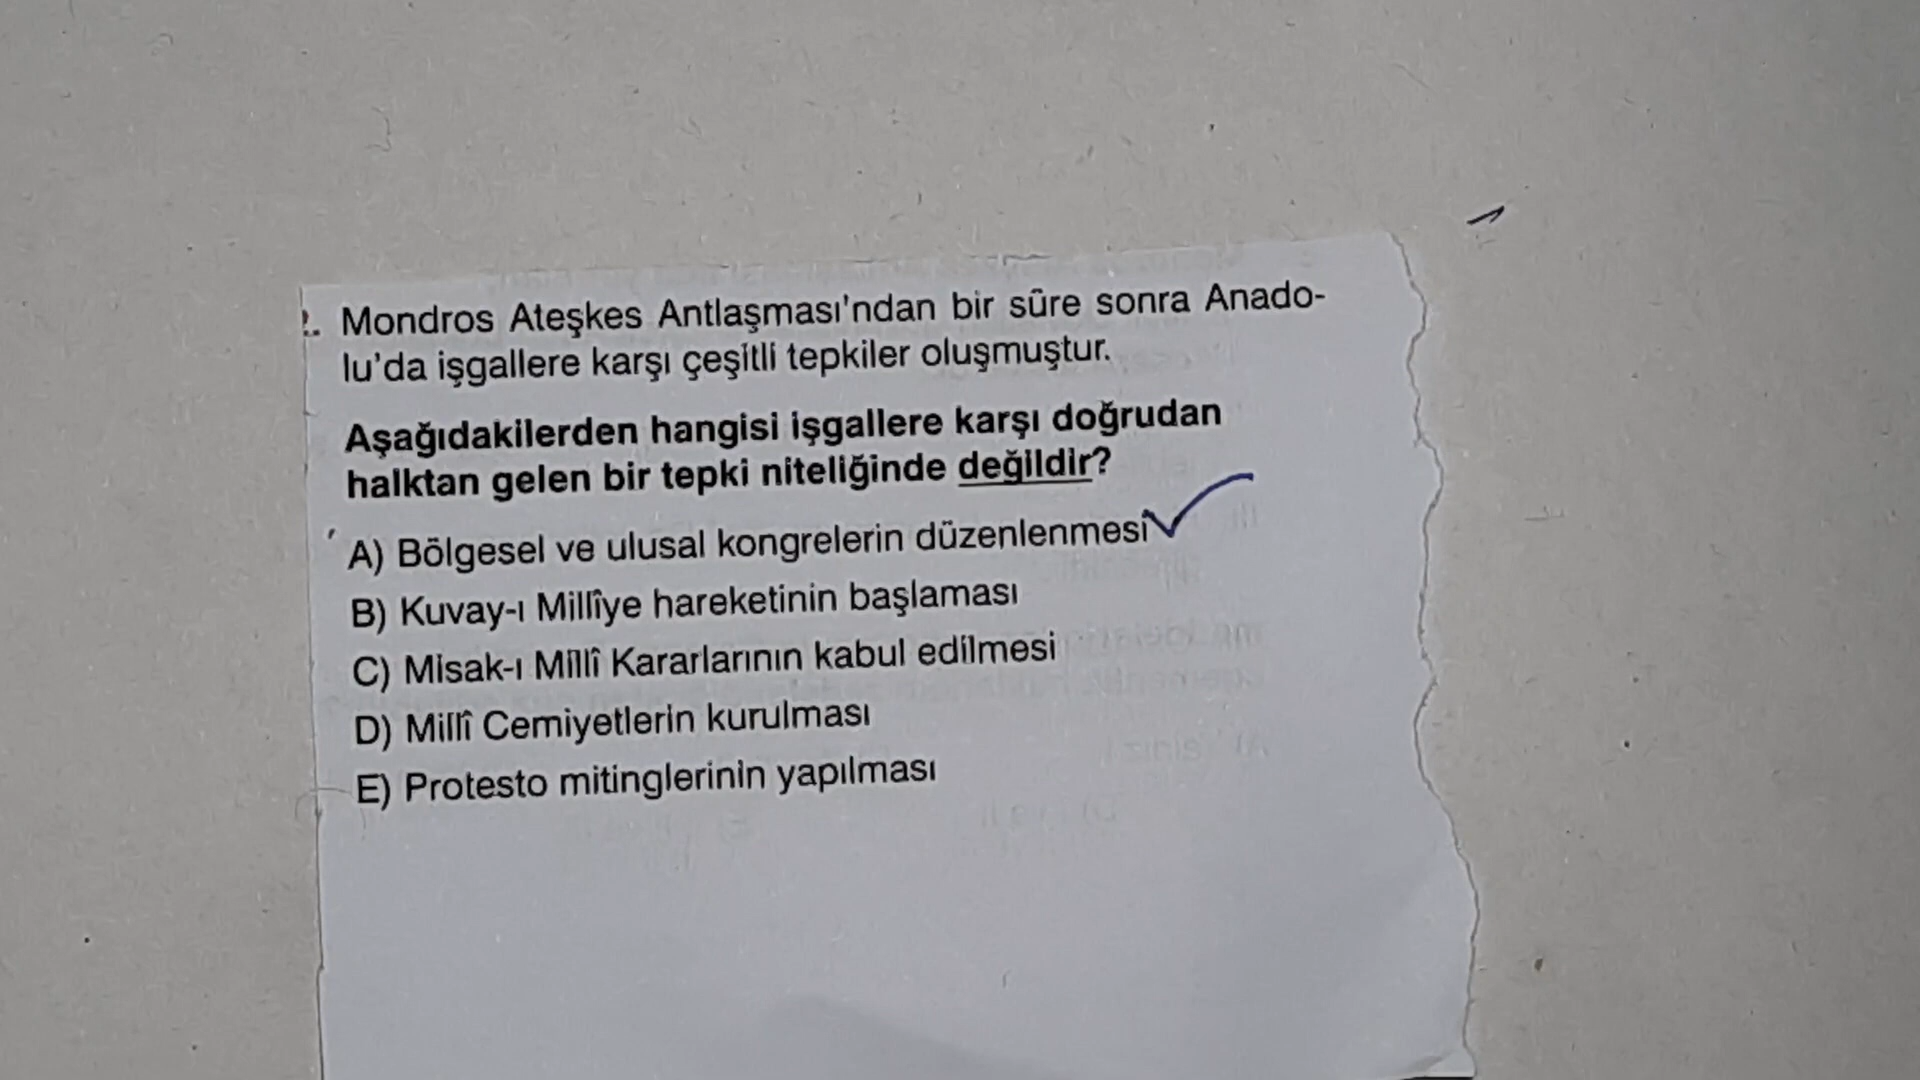 2. Mondros Ateşkes Antlaşması'ndan bir süre sonra Anado-
lu'da işgallere karşı çeşitli tepkiler oluşmuştur.
Aşağıdakilerden hangisi işgallere karşı doğrudan
halktan gelen bir tepki niteliğinde değildir?
A) Bölgesel ve ulusal kongrelerin düzenlenmesi
B) Kuvay-ı Millîye hareketinin başlaması
C) Misak-ı Millî Kararlarının kabul edilmesi
D) Millî Cemiyetlerin kurulması
E) Protesto mitinglerinin yapılması